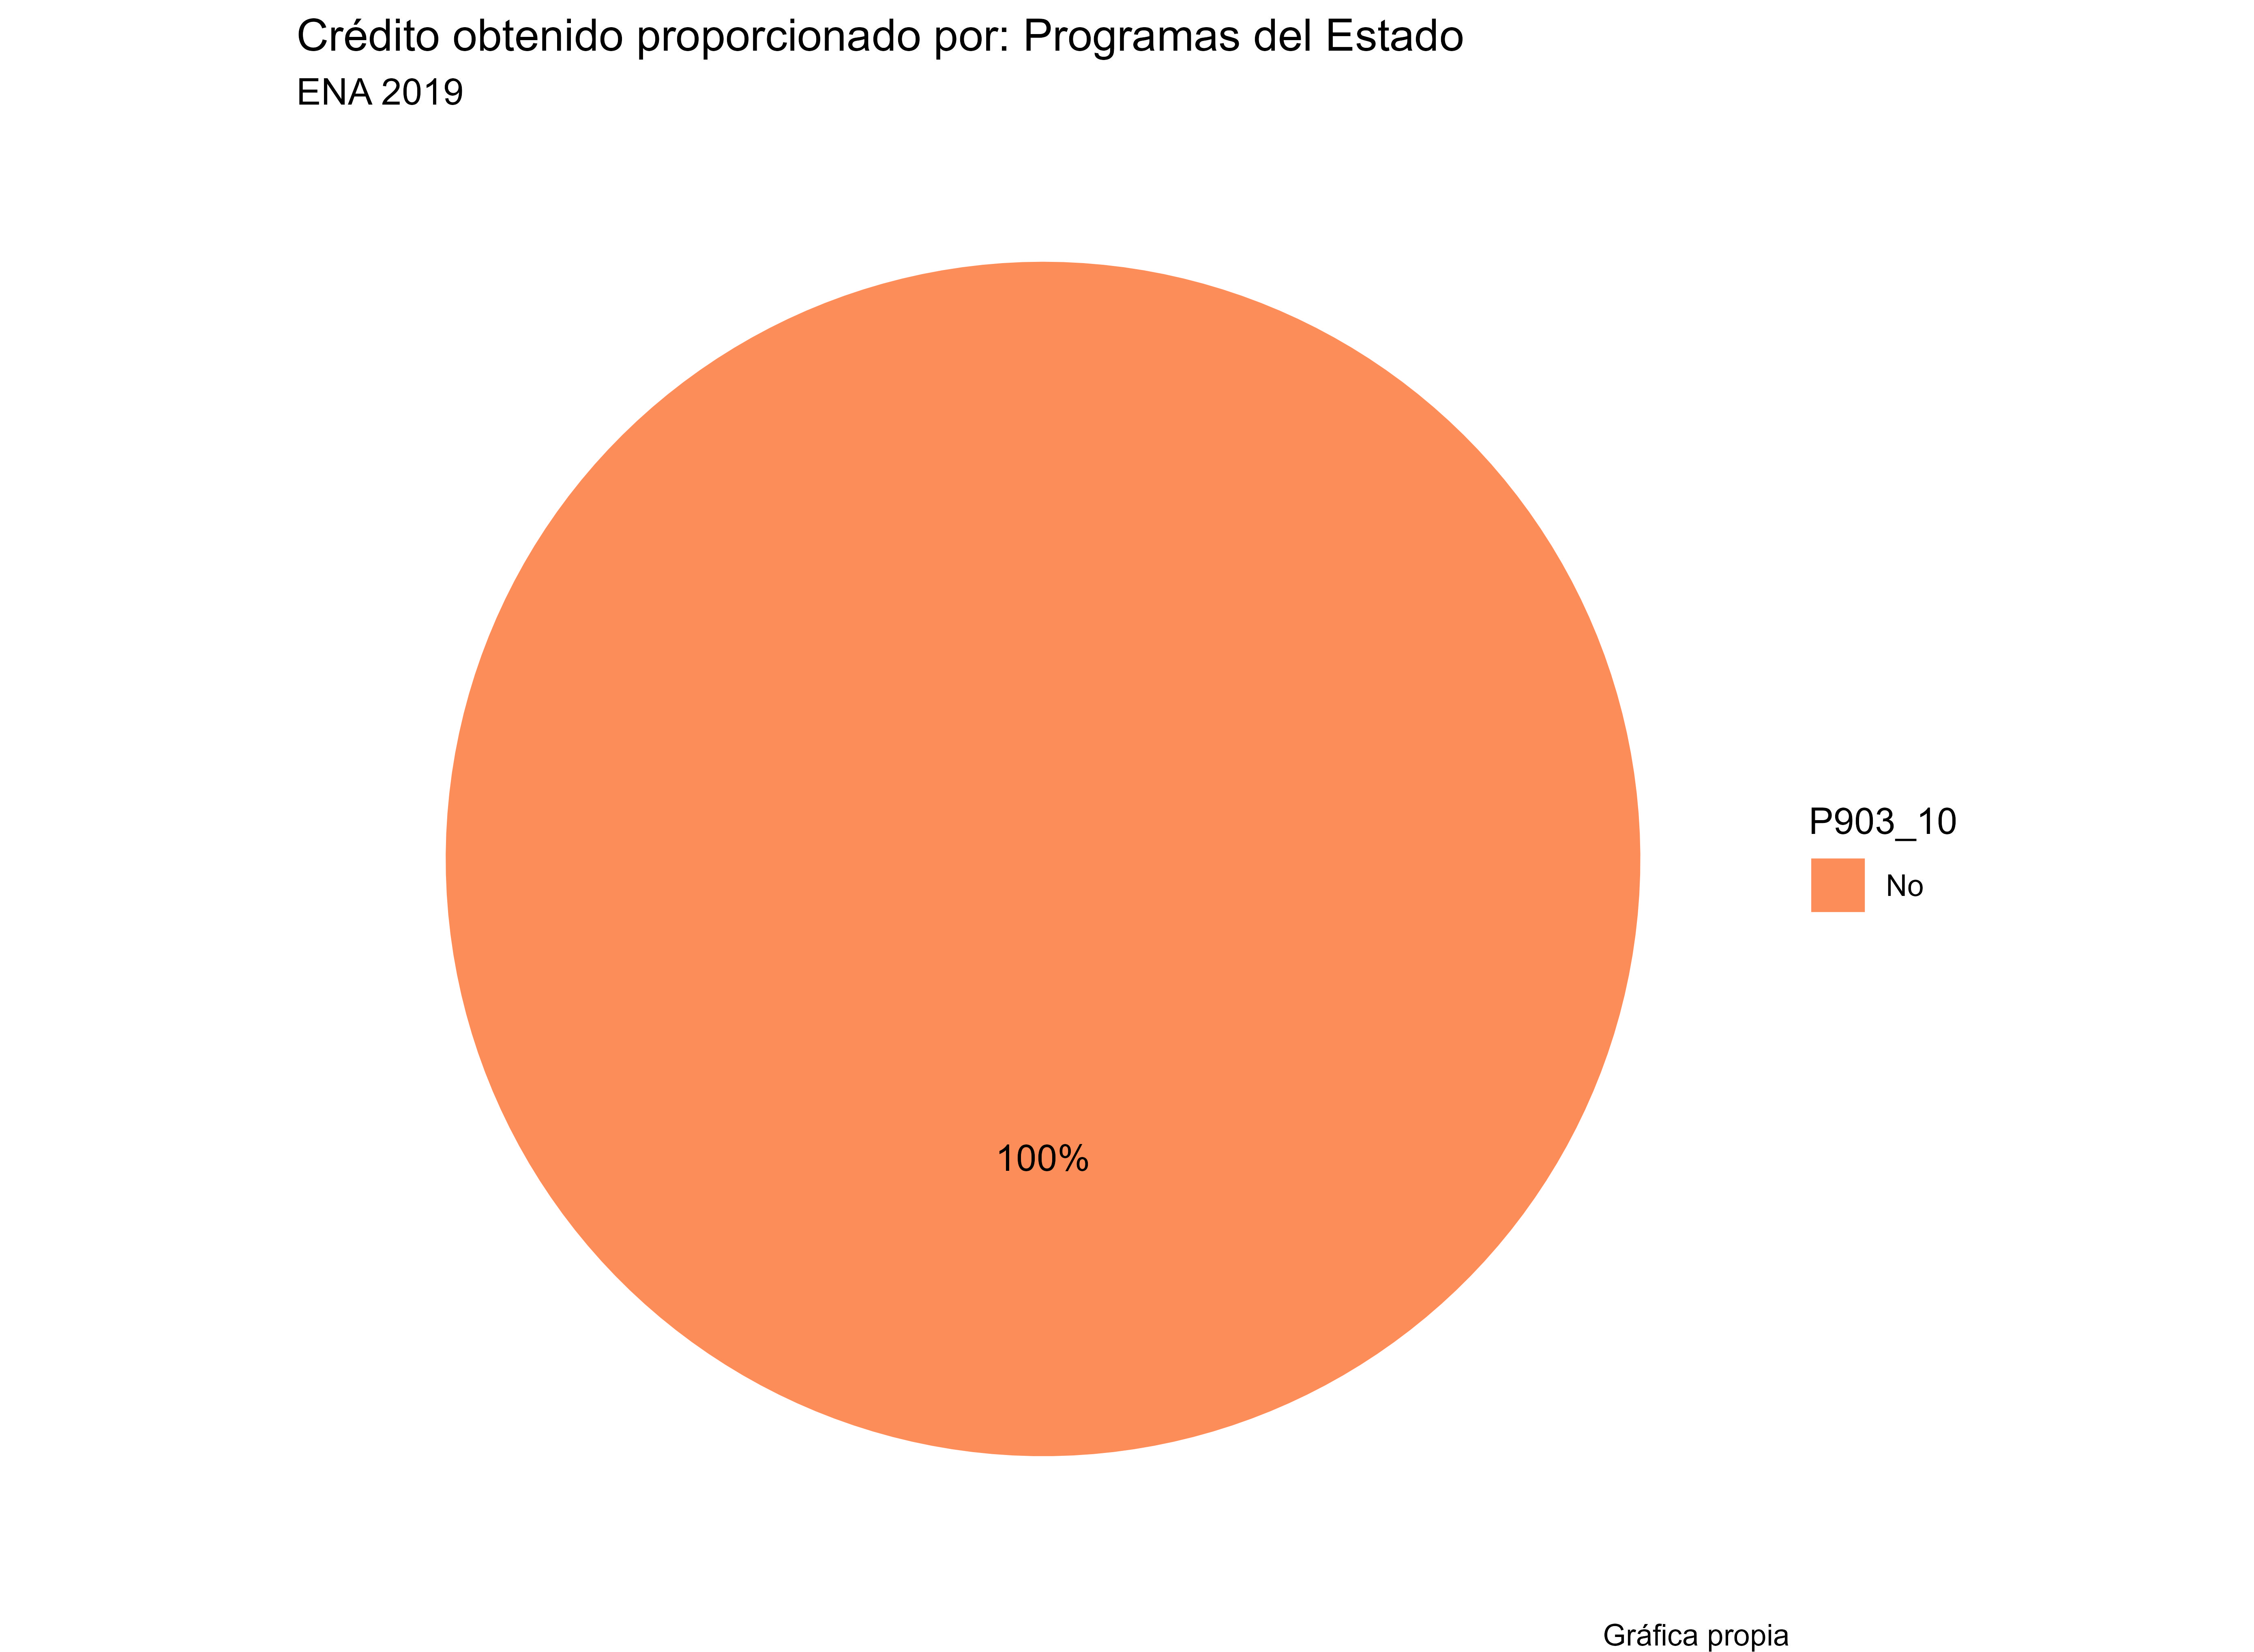 Crédito obtenido proporcionado por: Programas del Estado
ENA 2019
P903_10
No
100%
Gráfica propia